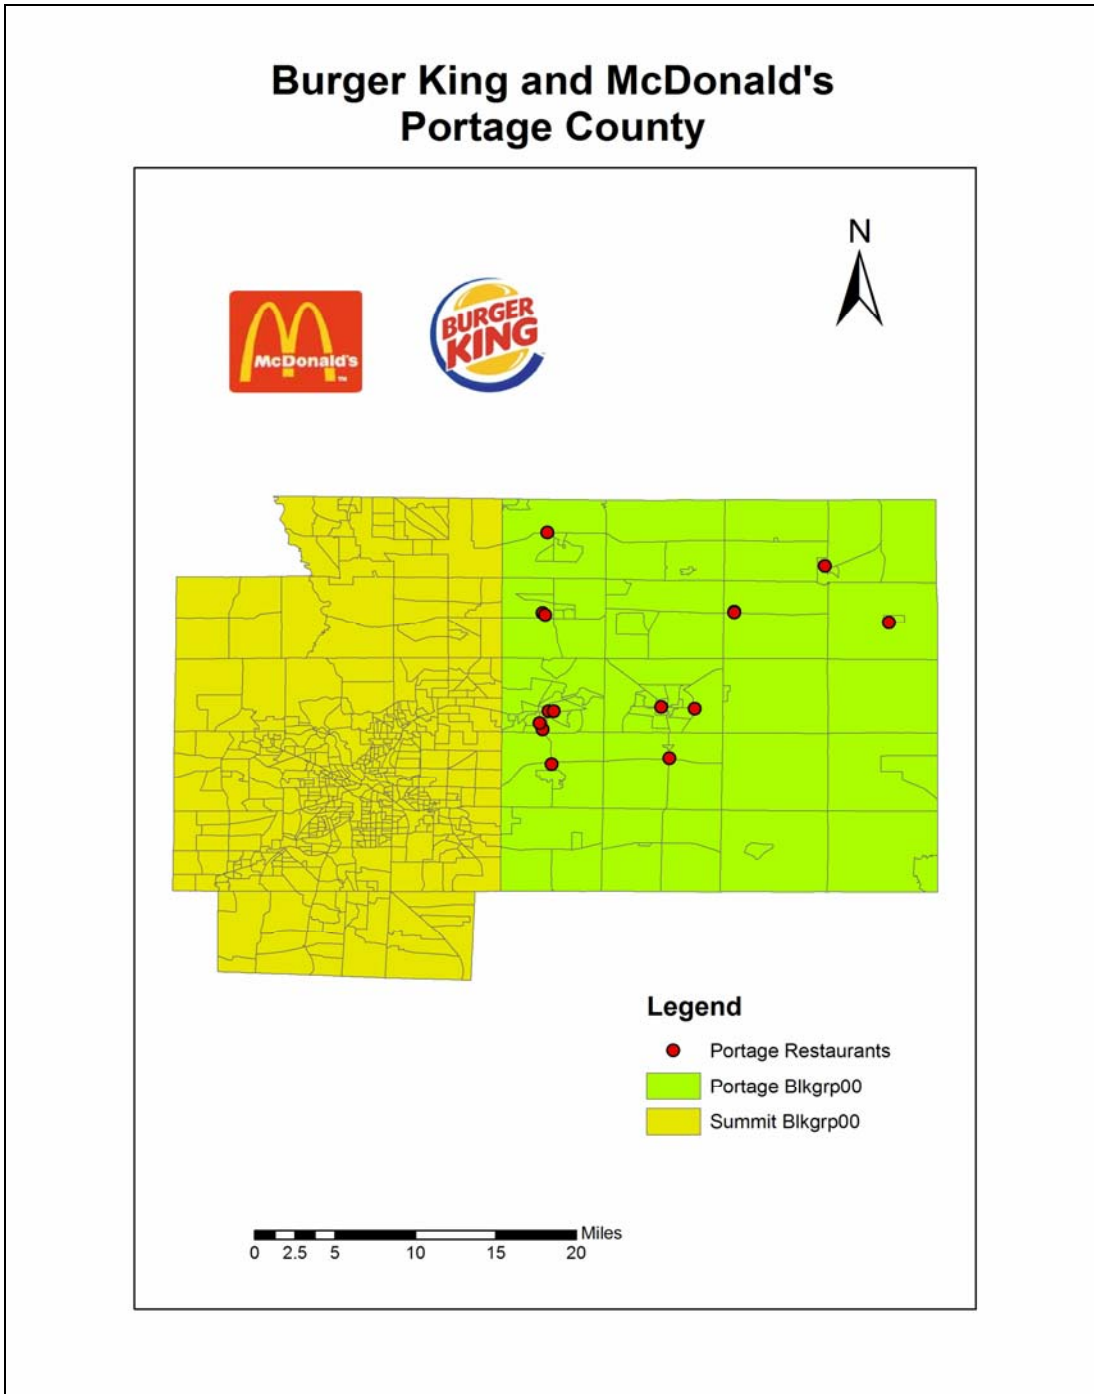 Burger King and McDonald's
Portage County
N
McDonald's
TM
BURGER
KING
Legend
Portage Restaurants
Portage Blkgrp00
Summit Blkgrp00
Miles
0 2.5 5 10 15 20